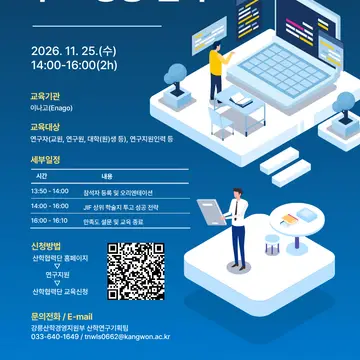 2026. 11. 25.(수)
14:00-16:00(2h)
교육기관
이나고(Enago)
교육대상
연구자(교원, 연구원, 대학(원)생 등), 연구지원인력 등
세부일정
시간 내용
13:50 - 14:00 참석자 등록 및 오리엔테이션
14:00 - 16:00 JIF 상위 학술지 투고 성공 전략
16:00 - 16:10 만족도 설문 및 교육 종료
신청방법
산학협력단 홈페이지
▽
연구지원
▽
산학협력단 교육신청
문의전화 / E-mail
강릉산학경영지원부 산학연구기획팀
033-640-1649 / tnwls0662@kangwon.ac.kr